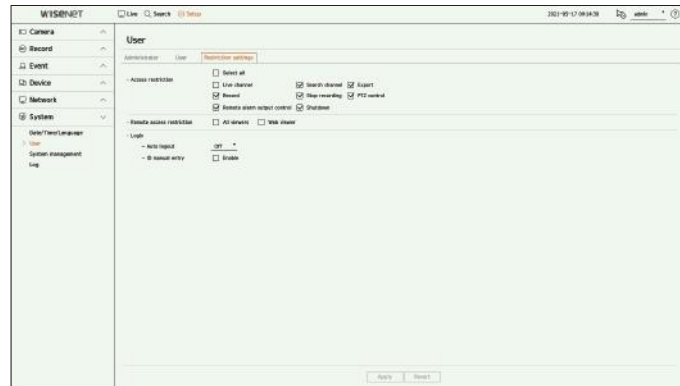 WISENET
Live Search Setup
2021-05-17 09:14:36 admin
Camera
Record
Event
Device
Network
System
Date/Time/Language
User
System management
Log
User
Administrator User Restriction settings
- Access restriction
Select all
Live channel Search channel Export
Record Stop recording PTZ control
Remote alarm output control Shutdown
- Remote access restriction All viewers Web viewer
- Login
- Auto logout Off
- ID manual entry Enable
Apply Revert